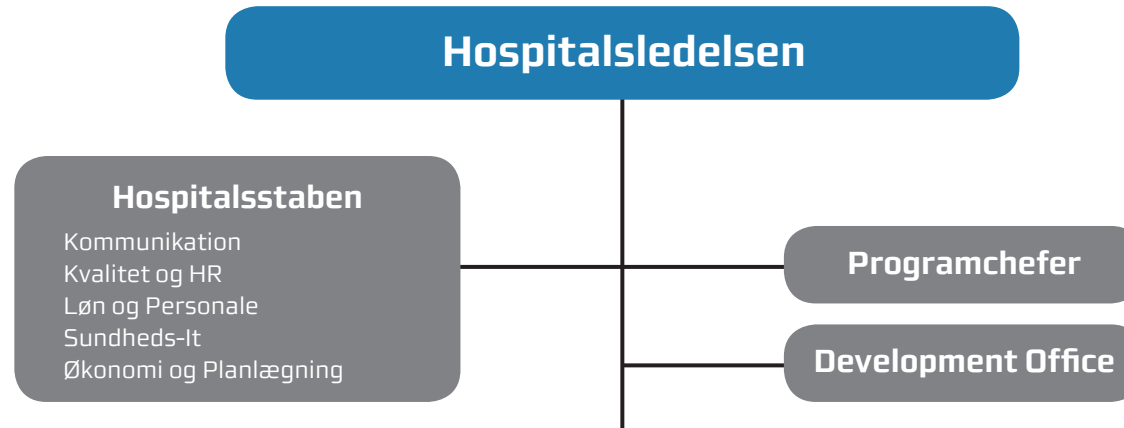 Hospitalsledelsen
Hospitalsstaben
Kommunikation
Kvalitet og HR
Løn og Personale
Sundheds-It
Økonomi og Planlægning
Programchefer
Development Office